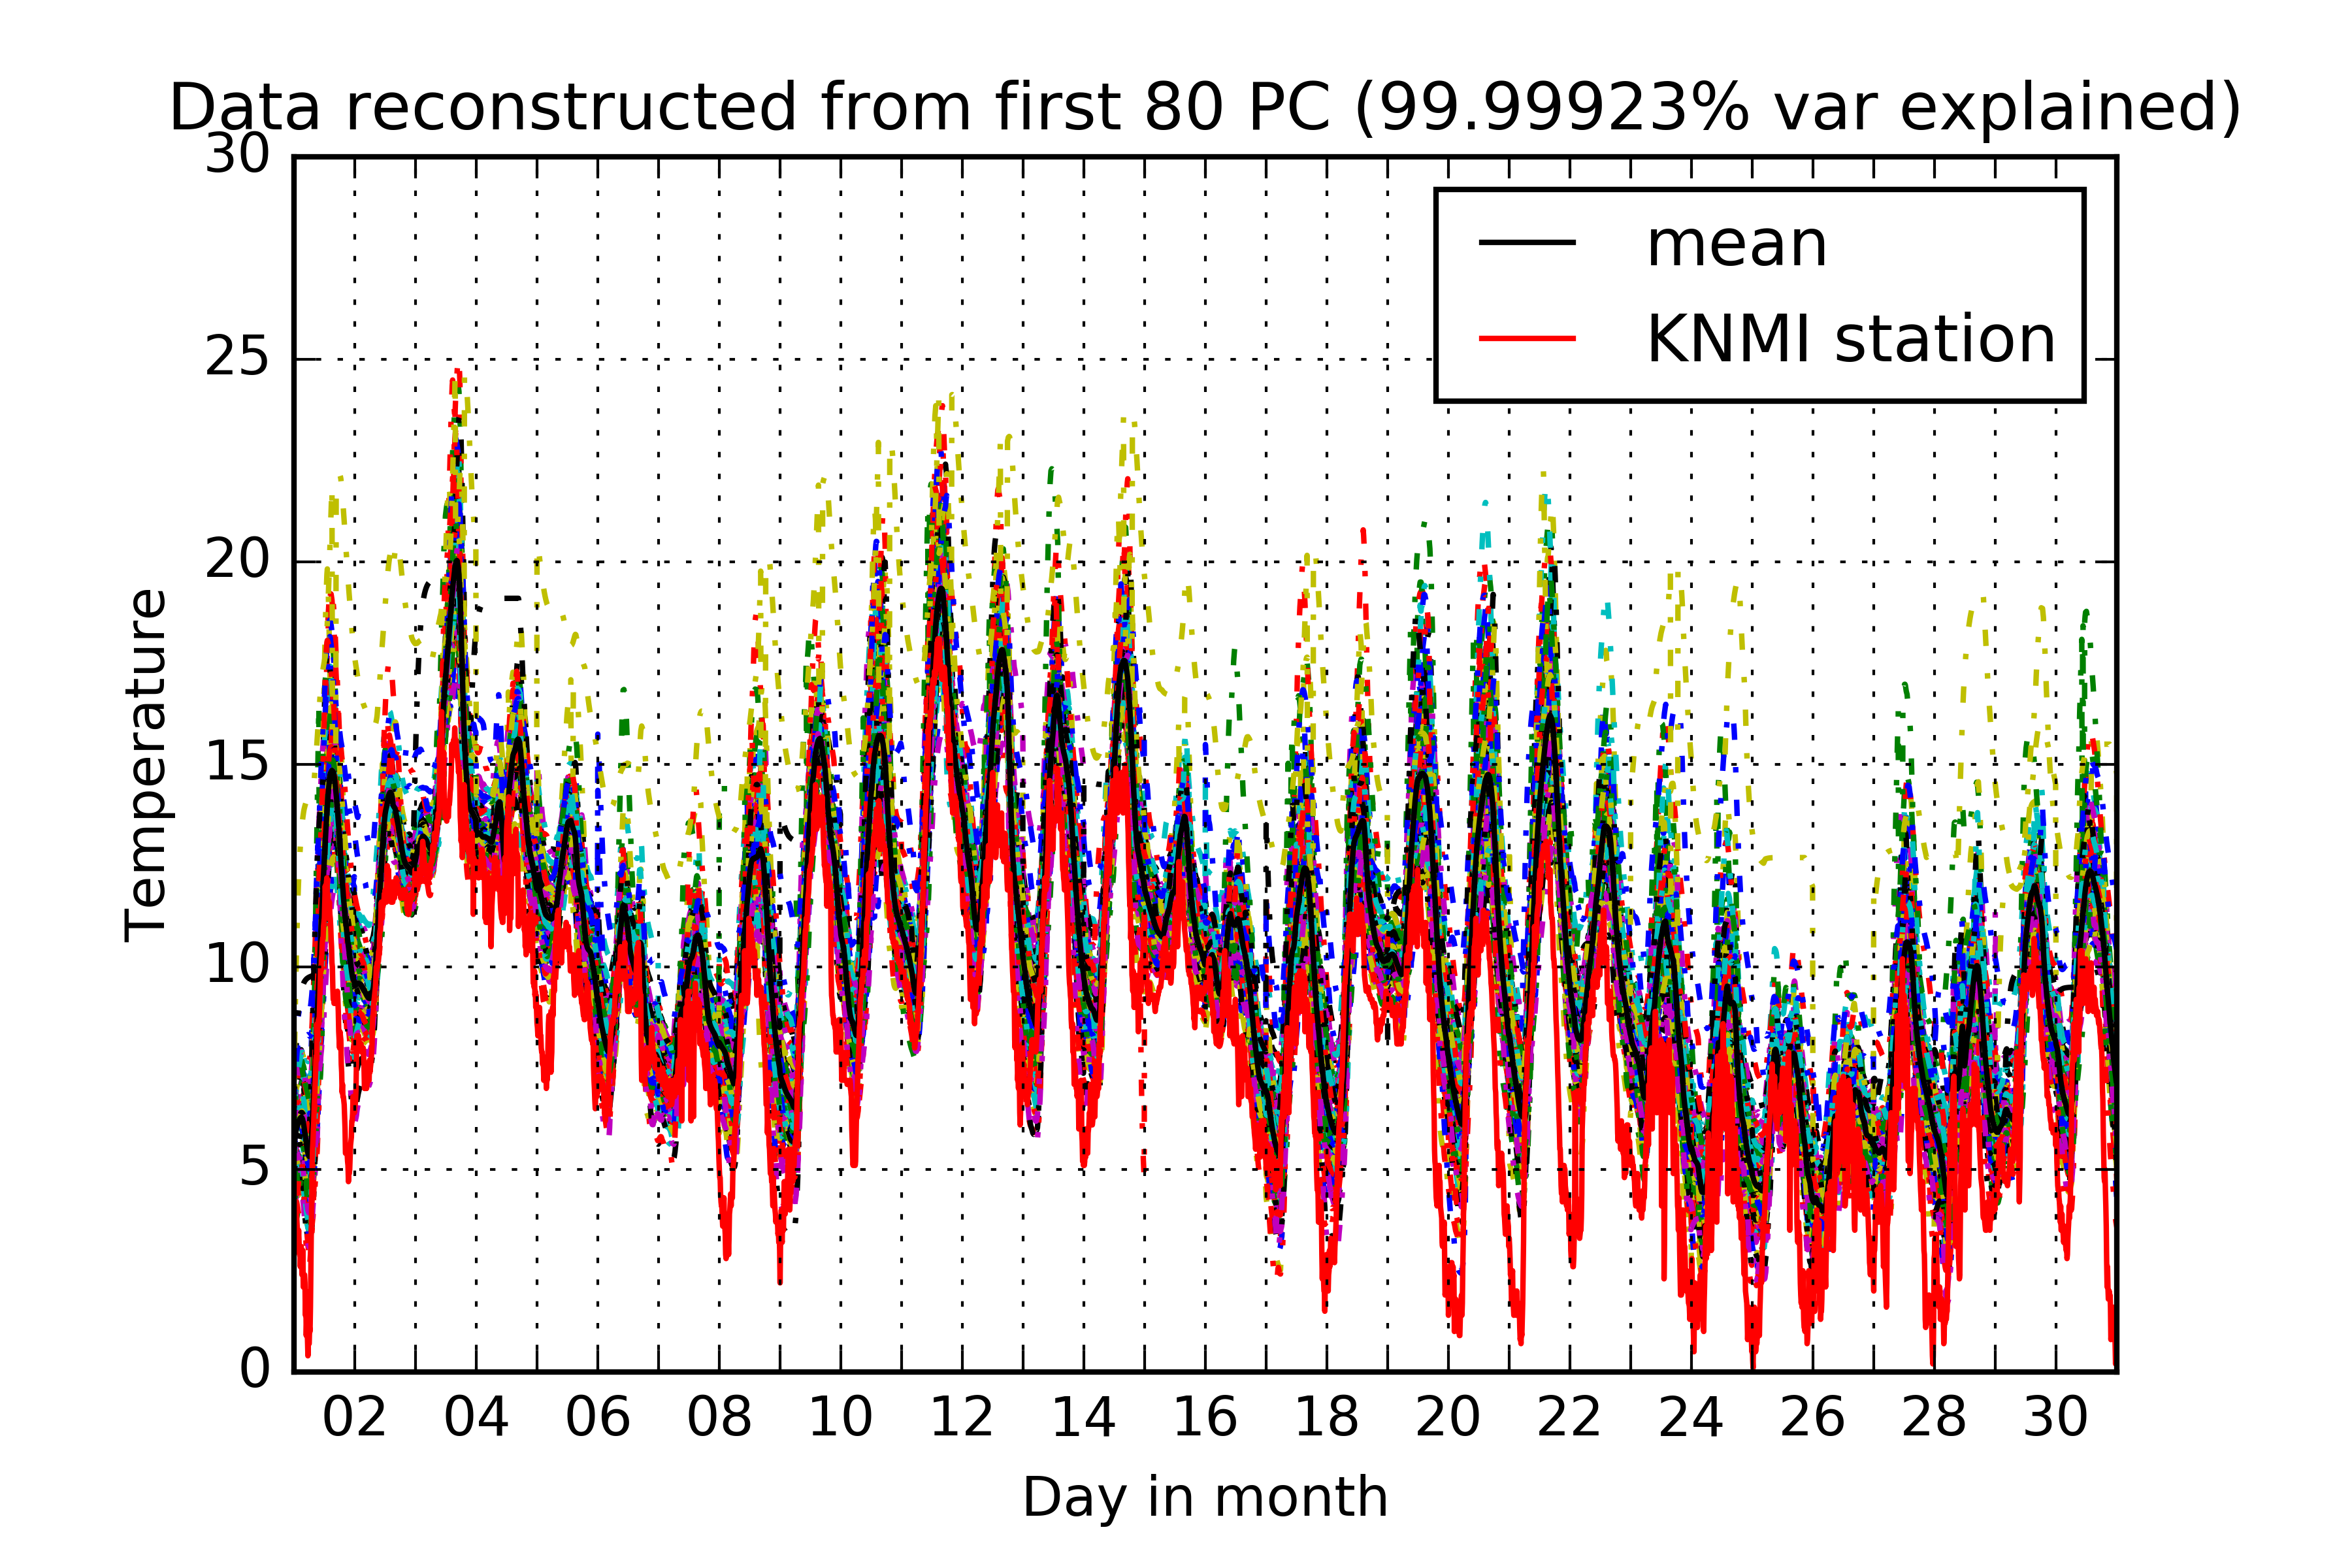 Data reconstructed from first 80 PC (99.99923% var explained)
30
25
20
15
10
5
0
Temperature
mean
KNMI station
02 04 06 08 10 12 14 16 18 20 22 24 26 28 30
Day in month